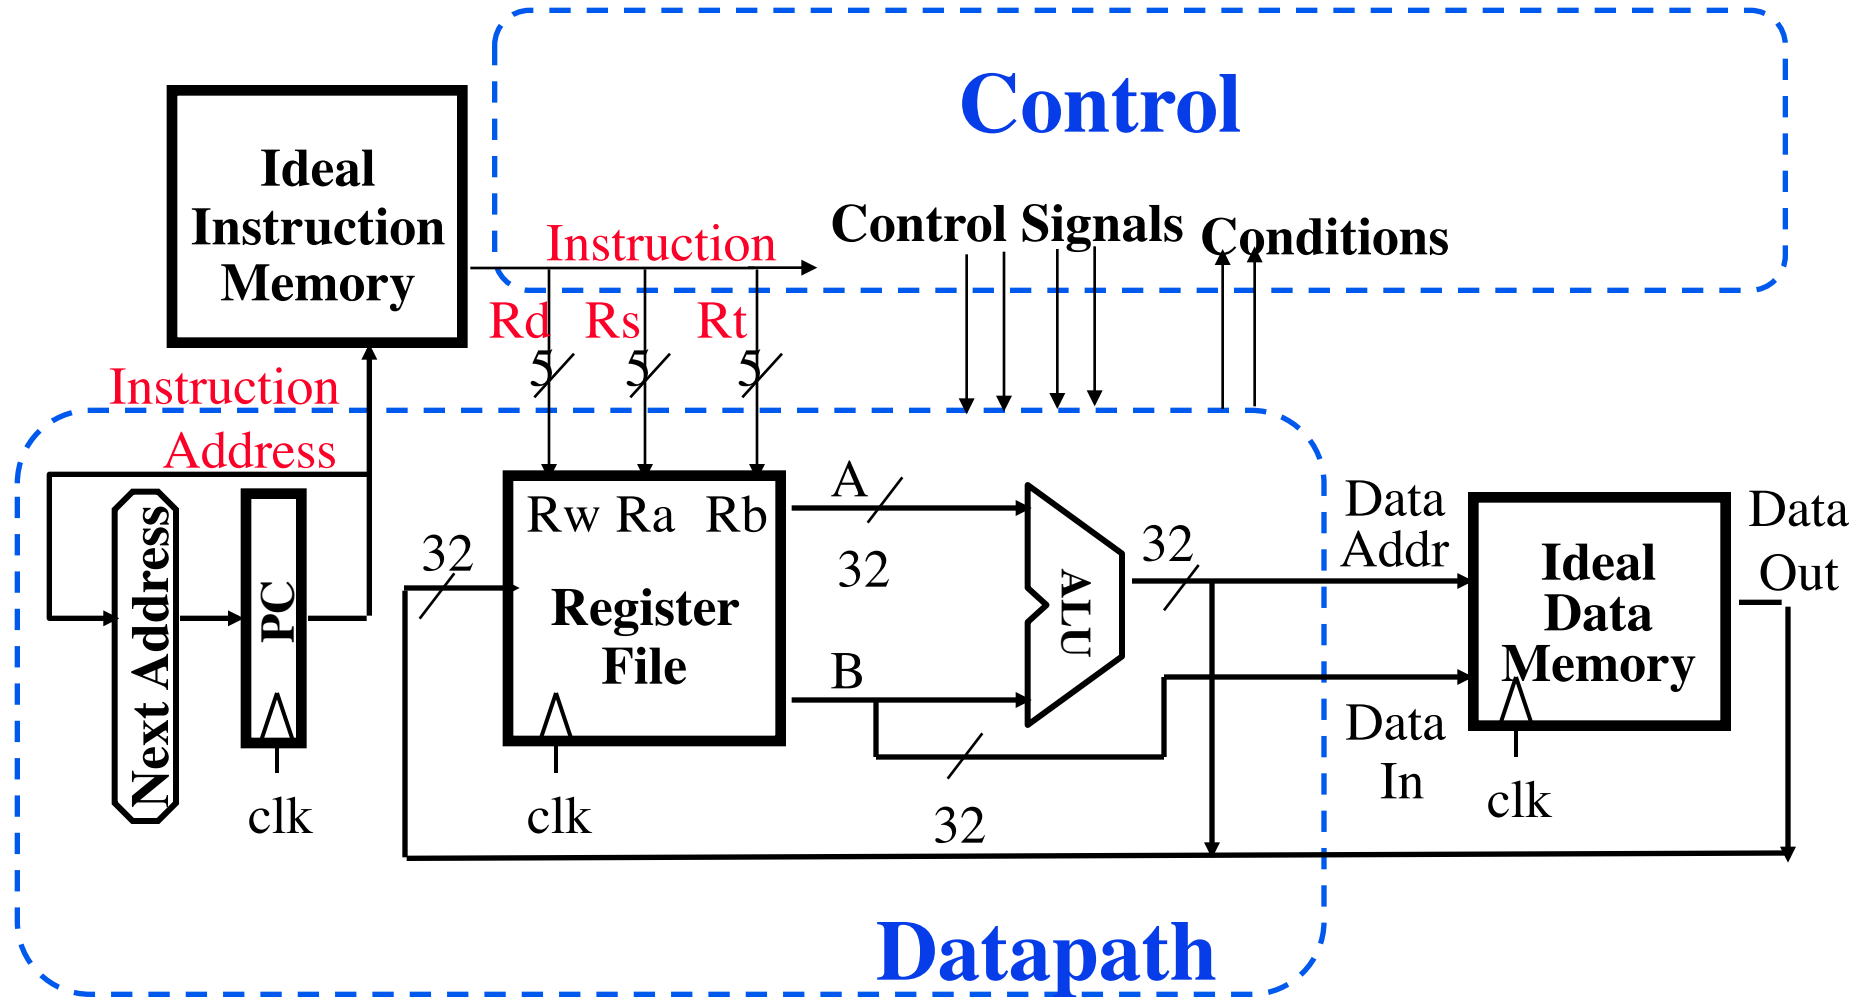 Control
Ideal
Instruction
Memory
Instruction
Control Signals
Conditions
Rd
Rs
Rt
5
5
5
Instruction
Address
Next Address
PC
clk
32
Rw
Ra
Rb
Register
File
clk
A
32
B
32
ALU
32
Data
Addr
Data
In
Ideal
Data
Memory
clk
Data
Out
Datapath